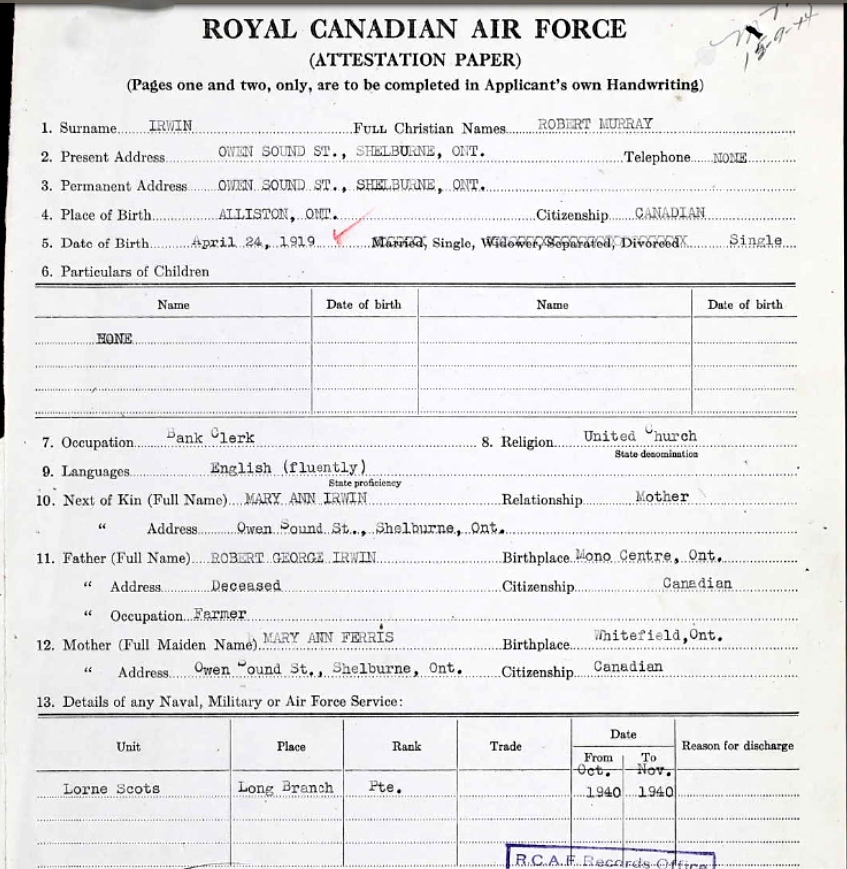 ROYAL CANADIAN AIR FORCE
(ATTESTATION PAPER)
15-9-44
(Pages one and two, only, are to be completed in Applicant's own Handwriting)
1. Surname IRWIN FULL Christian Names ROBERT MURRAY
2. Present Address OWEN SOUND ST., SHELBURNE, ONT. Telephone NONE
3. Permanent Address OWEN SOUND ST., SHELBURNE, ONT.
4. Place of Birth ALLISTON, ONT. Citizenship CANADIAN
5. Date of Birth April 24, 1919 Married, Single, Widower, Separated, Divorced Single
6. Particulars of Children
Name Date of birth Name Date of birth
NONE
7. Occupation Bank Clerk 8. Religion United Church
State denomination
9. Languages English (fluently)
State proficiency
10. Next of Kin (Full Name) MARY ANN IRWIN Relationship Mother
“ Address Owen Sound St., Shelburne, Ont.
11. Father (Full Name) ROBERT GEORGE IRWIN Birthplace Mono Centre, Ont.
“ Address Deceased Citizenship Canadian
“ Occupation Farmer
12. Mother (Full Maiden Name) MARY ANN FERRIS Birthplace Whitefield,Ont.
“ Address Owen Sound St., Shelburne, Ont. Citizenship Canadian
13. Details of any Naval, Military or Air Force Service:
Unit Place Rank Trade Date Reason for discharge
From To
Oct. Nov.
Lorne Scots Long Branch Pte. 1940 1940
R.C.A.F. Records Office